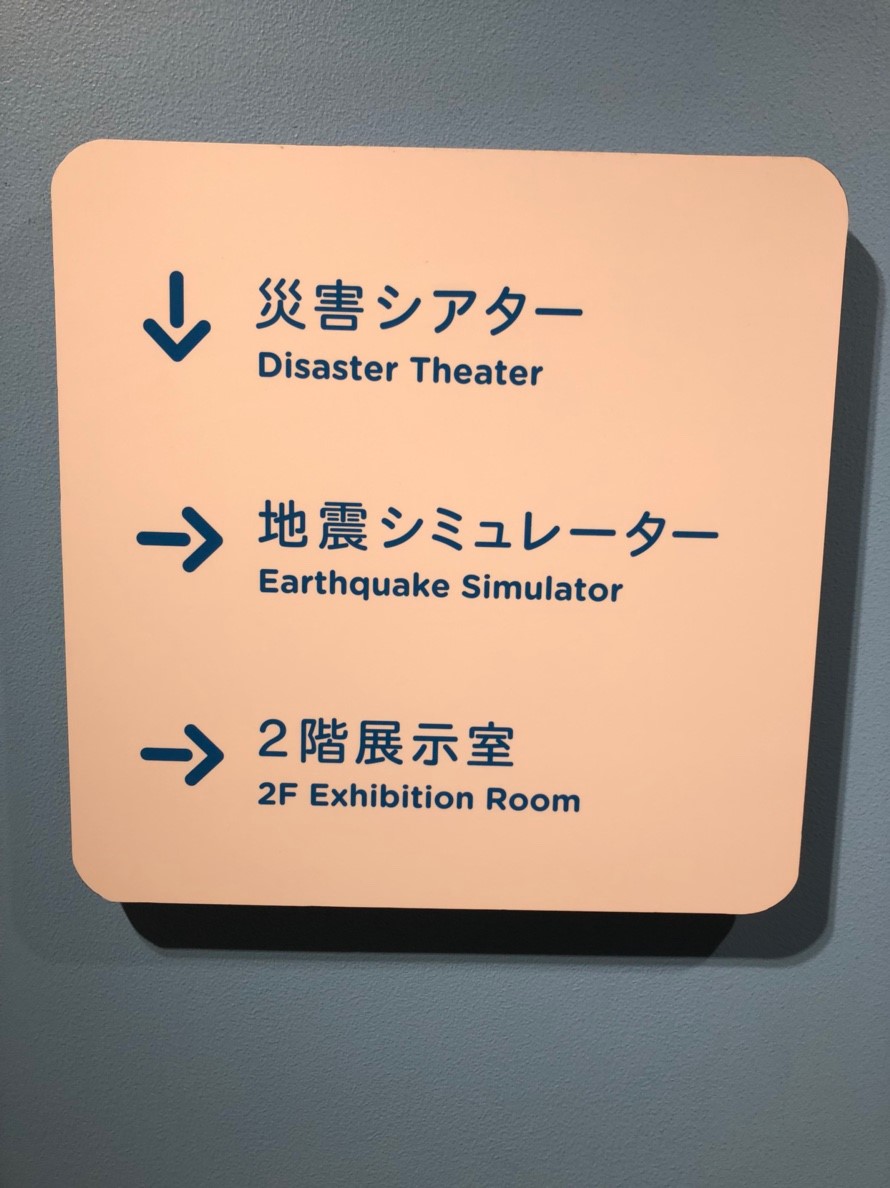 災害シアター
Disaster Theater
地震シミュレーター
Earthquake Simulator
2階展示室
2F Exhibition Room